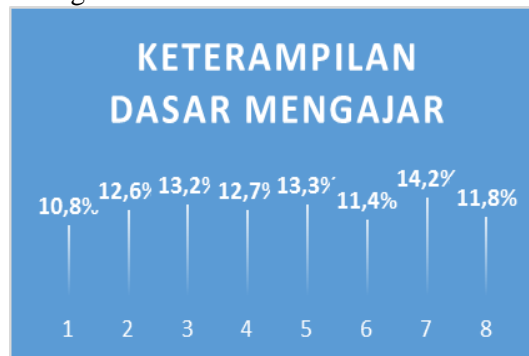 KETERAMPILAN
DASAR MENGAJAR
10,8% 12,6% 13,2% 12,7% 13,3% 11,4% 14,2% 11,8%
1 2 3 4 5 6 7 8